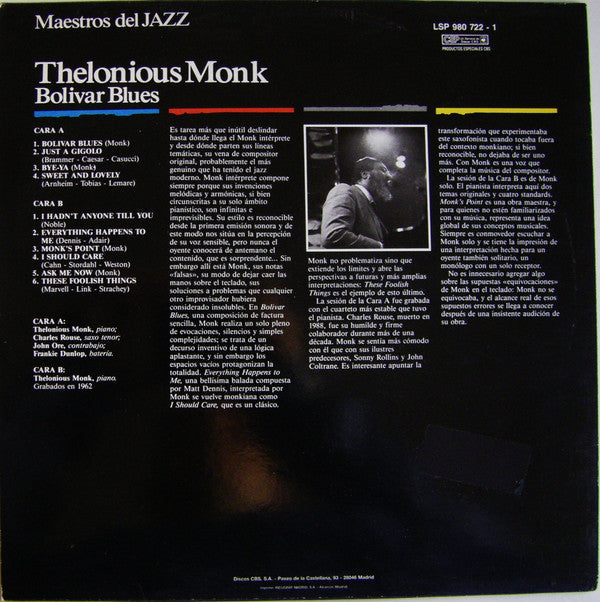 Maestros del JAZZ
LSP 980 722 - 1
PRODUCTOS ESPECIALES CBS
Thelonious Monk
Bolivar Blues
CARA A
1. BOLIVAR BLUES (Monk)
2. JUST A GIGOLO
(Brammer - Caesar - Casucci)
3. BYE-YA (Monk)
4. SWEET AND LOVELY
(Arnheim - Tobias - Lemare)
CARA B
1. I HADN'T ANYONE TILL YOU
(Noble)
2. EVERYTHING HAPPENS TO
ME (Dennis - Adair)
3. MONK'S POINT (Monk)
4. I SHOULD CARE
(Cahn - Stordahl - Weston)
5. ASK ME NOW (Monk)
6. THESE FOOLISH THINGS
(Marvell - Link - Strachey)
CARA A:
Thelonious Monk, piano;
Charles Rouse, saxo tenor;
John Ore, contrabajo;
Frankie Dunlop, batería.
CARA B:
Thelonious Monk, piano.
Grabados en 1962
Es tarea más que inútil deslindar
hasta dónde llega el Monk intérprete
y desde dónde parten sus líneas
temáticas, su vena de compositor
original, probablemente el más
genuino que ha tenido el jazz
moderno. Monk intérprete compone
siempre porque sus invenciones
melódicas y armónicas, si bien
circunscritas a su solo ámbito
pianístico, son infinitas e
imprevisibles. Su estilo es reconocible
desde la primera emisión sonora y de
este modo nos sitúa en la percepción
de su voz sensible, pero nunca el
oyente conocerá de antemano el
contenido, que es sorprendente... Sin
embargo allí está Monk, sus notas
«falsas», su modo de dejar caer las
manos sobre el teclado, sus
soluciones a problemas que cualquier
otro improvisador hubiera
considerado insolubles. En Bolivar
Blues, una composición de factura
sencilla, Monk realiza un solo pleno
de evocaciones, silencios y simples
complejidades; se trata de un
decurso inventivo de una lógica
aplastante, y sin embargo los
espacios vacíos protagonizan la
totalidad. Everything Happens to
Me, una bellísima balada compuesta
por Matt Dennis, interpretada por
Monk se vuelve monkiana como
I Should Care, que es un clásico.
Monk no problematiza sino que
extiende los límites y abre las
perspectivas a futuras y más amplias
interpretaciones: These Foolish
Things es el ejemplo de esto último.
La sesión de la Cara A fue grabada
con el cuarteto más estable que tuvo
el pianista. Charles Rouse, muerto en
1988, fue su humilde y firme
colaborador durante más de una
década. Monk se sentía más cómodo
con él que con sus ilustres
predecesores, Sonny Rollins y John
Coltrane. Es interesante apuntar la
transformación que experimentaba
este saxofonista cuando tocaba fuera
del contexto monkiano; si bien
reconocible, no dejaba de ser uno
más. Con Monk es una voz que
completa la música del compositor.
La sesión de la Cara B es de Monk
solo. El pianista interpreta aquí dos
temas originales y cuatro standards.
Monk's Point es una obra maestra, y
para quienes no estén familiarizados
con su música, representa una idea
global de sus conceptos musicales.
Siempre es conmovedor escuchar a
Monk solo y se tiene la impresión de
una interpretación hecha para un
oyente también solitario, un
monólogo con un solo receptor.
No es innecesario agregar algo
sobre las supuestas «equivocaciones»
de Monk en el teclado: Monk no se
equivocaba, y el alcance real de esos
supuestos errores se llega a conocer
después de una insistente audición de
su obra.
Discos CBS, S.A. - Paseo de la Castellana, 93 - 28046 Madrid